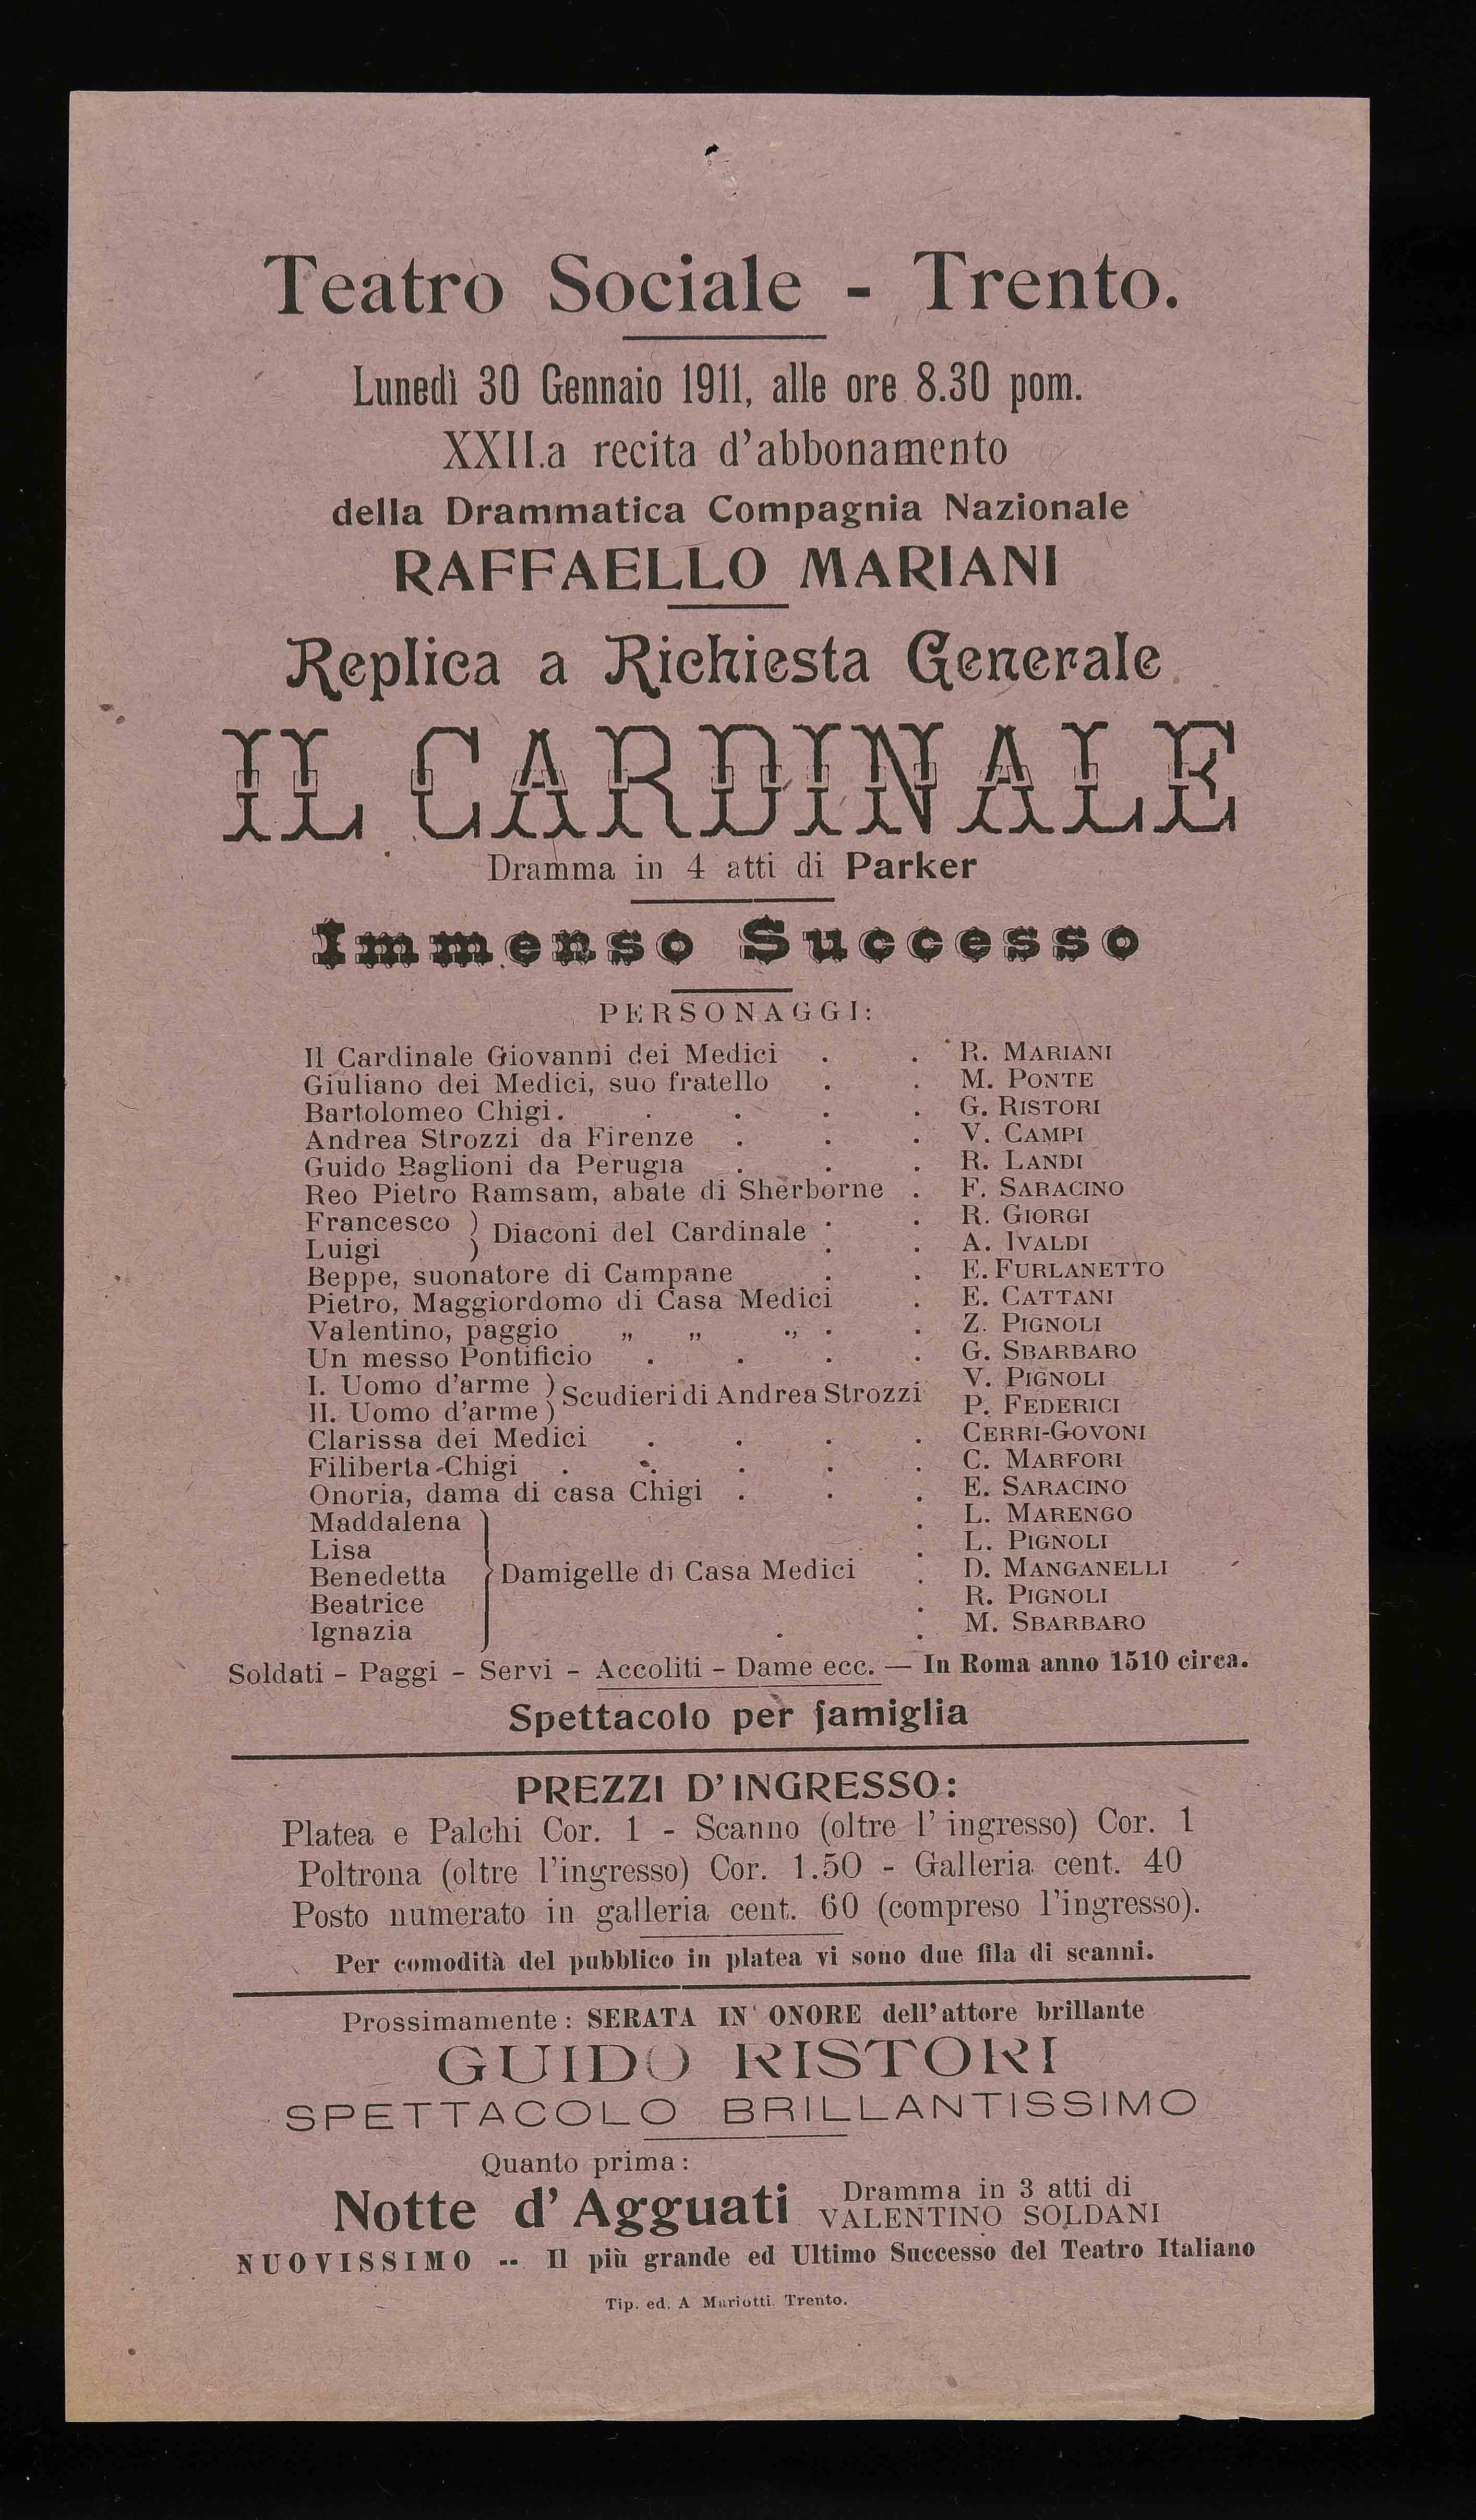 Teatro Sociale - Trento.
Lunedì 30 Gennaio 1911, alle ore 8.30 pom.
XXII.a recita d'abbonamento
della Drammatica Compagnia Nazionale
RAFFAELLO MARIANI
Replica a Richiesta Generale
IL CARDINALE
Dramma in 4 atti di Parker
Immenso Successo
PERSONAGGI:
Il Cardinale Giovanni dei Medici . . R. MARIANI
Giuliano dei Medici, suo fratello . . M. PONTE
Bartolomeo Chigi . . . . . G. RISTORI
Andrea Strozzi da Firenze . . . V. CAMPI
Guido Baglioni da Perugia . . . R. LANDI
Reo Pietro Ramsam, abate di Sherborne . F. SARACINO
Francesco ) Diaconi del Cardinale . . R. GIORGI
Luigi ) . . A. IVALDI
Beppe, suonatore di Campane . . E. FURLANETTO
Pietro, Maggiordomo di Casa Medici . E. CATTANI
Valentino, paggio „ „ „ . . Z. PIGNOLI
Un messo Pontificio . . . . G. SBARBARO
I. Uomo d'arme ) Scudieri di Andrea Strozzi V. PIGNOLI
II. Uomo d'arme ) P. FEDERICI
Clarissa dei Medici . . . . CERRI-GOVONI
Filiberta-Chigi . . . . . C. MARFORI
Onoria, dama di casa Chigi . . . E. SARACINO
Maddalena . L. MARENGO
Lisa . L. PIGNOLI
Benedetta } Damigelle di Casa Medici . D. MANGANELLI
Beatrice . R. PIGNOLI
Ignazia . . M. SBARBARO
Soldati - Paggi - Servi - Accoliti - Dame ecc. — In Roma anno 1510 circa.
Spettacolo per famiglia
PREZZI D'INGRESSO:
Platea e Palchi Cor. 1 - Scanno (oltre l'ingresso) Cor. 1
Poltrona (oltre l'ingresso) Cor. 1.50 - Galleria cent. 40
Posto numerato in galleria cent. 60 (compreso l'ingresso).
Per comodità del pubblico in platea vi sono due fila di scanni.
Prossimamente: SERATA IN ONORE dell'attore brillante
GUIDO RISTORI
SPETTACOLO BRILLANTISSIMO
Quanto prima:
Notte d'Agguati Dramma in 3 atti di
VALENTINO SOLDANI
NUOVISSIMO -- Il più grande ed Ultimo Successo del Teatro Italiano
Tip. ed. A Mariotti. Trento.